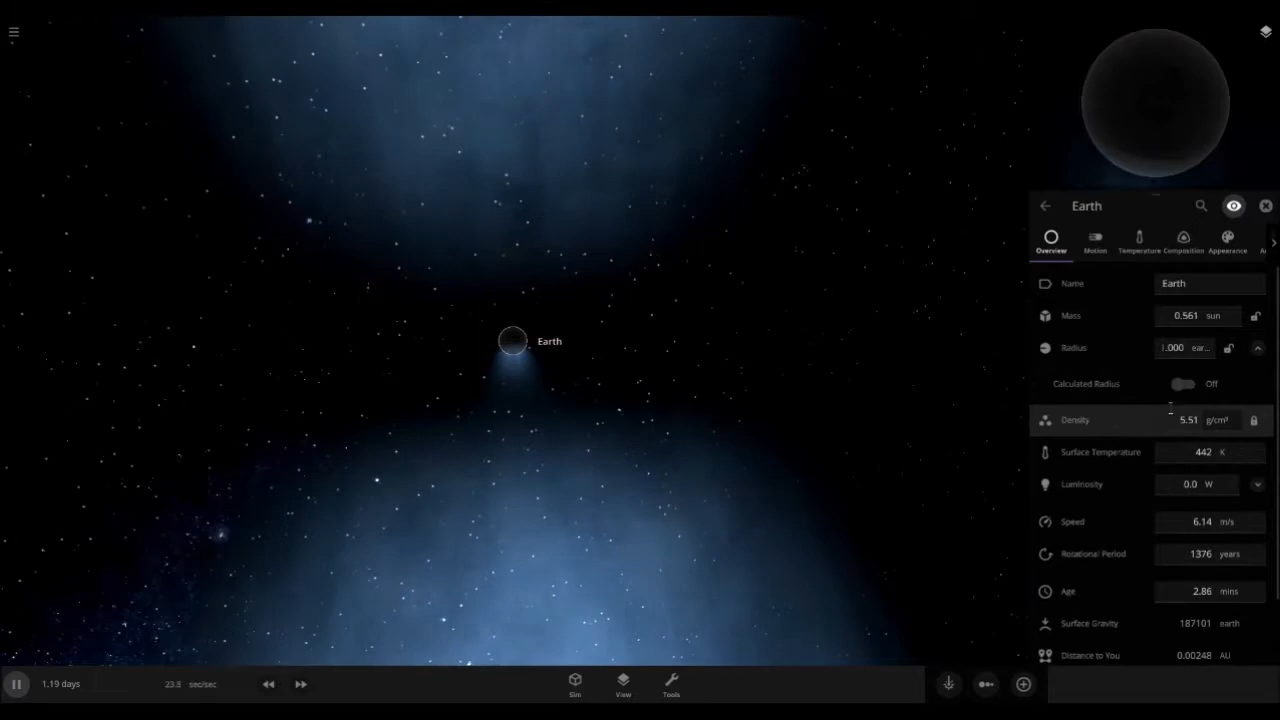 Earth
Earth
Overview Motion Temperature Composition Appearance
Name Earth
Mass 0.561 sun
Radius 1.000 ear...
Calculated Radius Off
Density 5.51 g/cm³
Surface Temperature 442 K
Luminosity 0.0 W
Speed 6.14 m/s
Rotational Period 1376 years
Age 2.86 mins
Surface Gravity 187101 earth
Distance to You 0.00248 AU
1.19 days 23.8 sec/sec
Sim View Tools